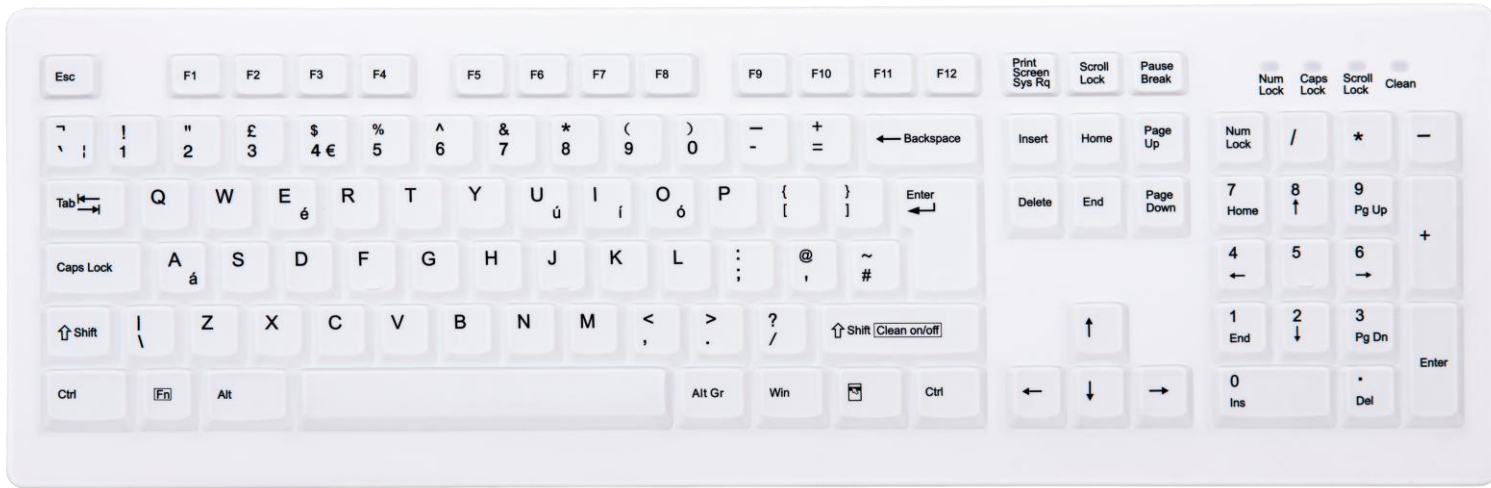 Esc F1 F2 F3 F4 F5 F6 F7 F8 F9 F10 F11 F12 Print Screen Sys Rq Scroll Lock Pause Break Num Lock Caps Lock Scroll Lock Clean
¬ ! " £ $ % ^ & * ( ) — +
` ¦ 1 2 3 4 € 5 6 7 8 9 0 - = ← Backspace Insert Home Page Up Num Lock / * —
Tab Q W E é R T Y U ú I í O ó P { [ } ] Enter Delete End Page Down 7 Home 8 ↑ 9 Pg Up +
Caps Lock A á S D F G H J K L : ; @ ' ~ # 4 ← 5 6 →
⇧ Shift | \ Z X C V B N M < , > . ? / ⇧ Shift Clean on/off ↑ 1 End 2 ↓ 3 Pg Dn Enter
Ctrl Fn Alt Alt Gr Win Ctrl ← ↓ → 0 Ins . Del